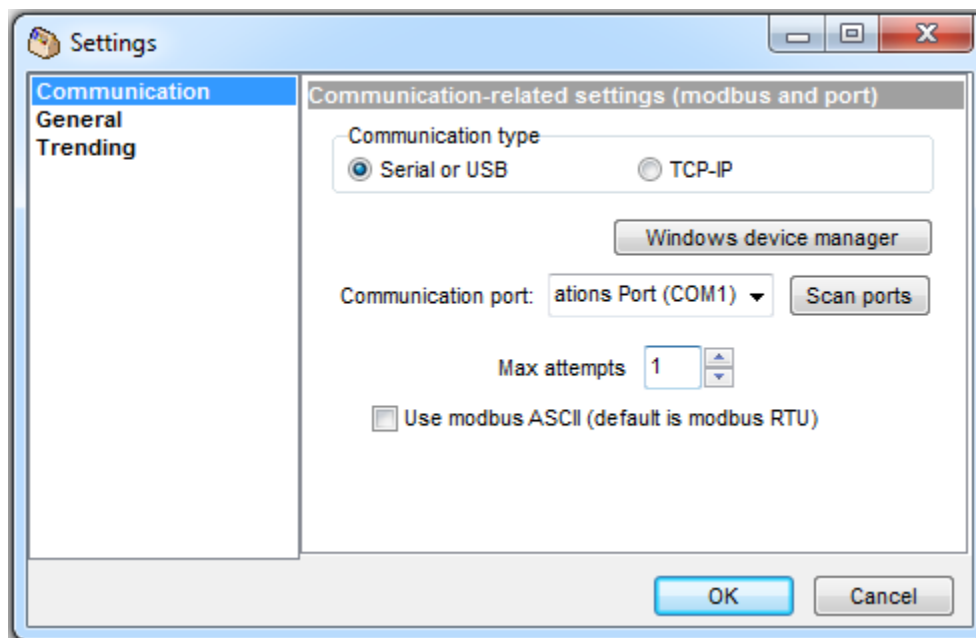 Settings
Communication
General
Trending
Communication-related settings (modbus and port)
Communication type
Serial or USB TCP-IP
Windows device manager
Communication port: ations Port (COM1) Scan ports
Max attempts 1
Use modbus ASCII (default is modbus RTU)
OK Cancel